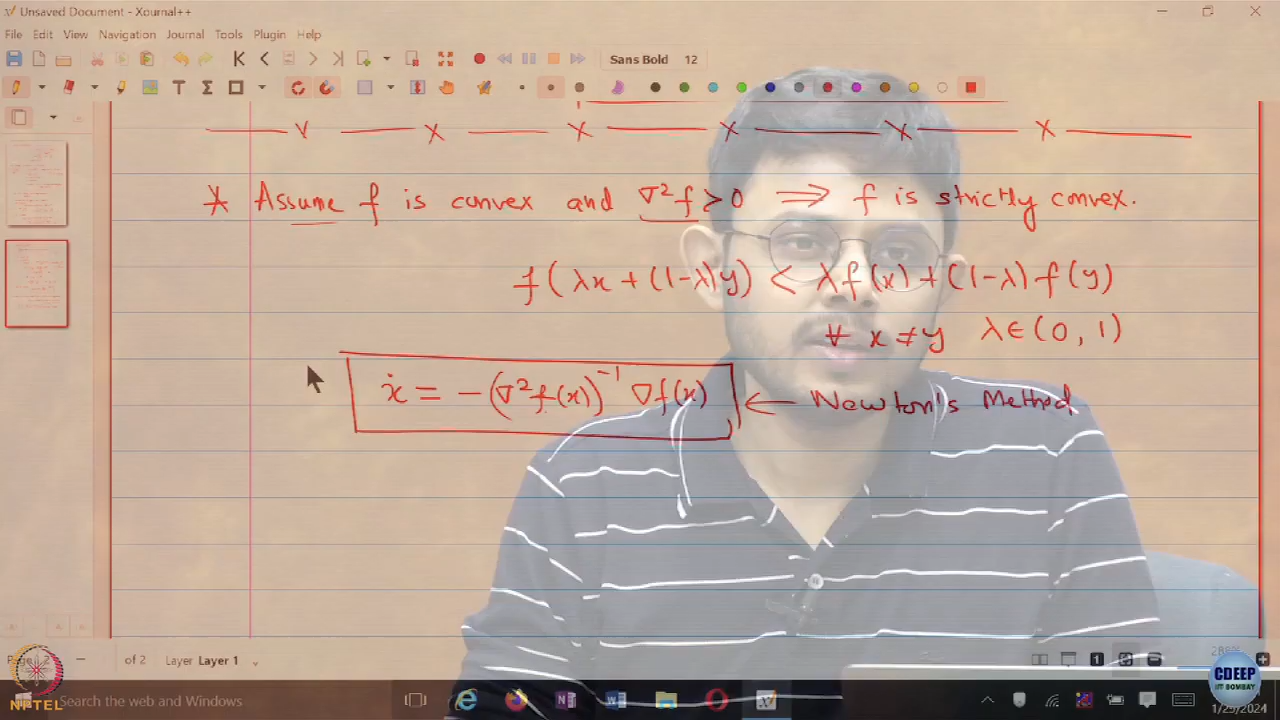 Unsaved Document - Xournal++
File Edit View Navigation Journal Tools Plugin Help
Sans Bold 12
V X X X X X
* Assume f is convex and ∇²f > 0 ⟹ f is strictly convex.
f(λx + (1-λ)y) < λf(x) + (1-λ)f(y)
∀ x ≠ y λ ∈ (0, 1)
ẋ = -(∇²f(x))⁻¹ ∇f(x) ← Newton's Method
of 2 Layer Layer 1
NPTEL
Search the web and Windows
CDEEP
IIT BOMBAY
1/29/2024